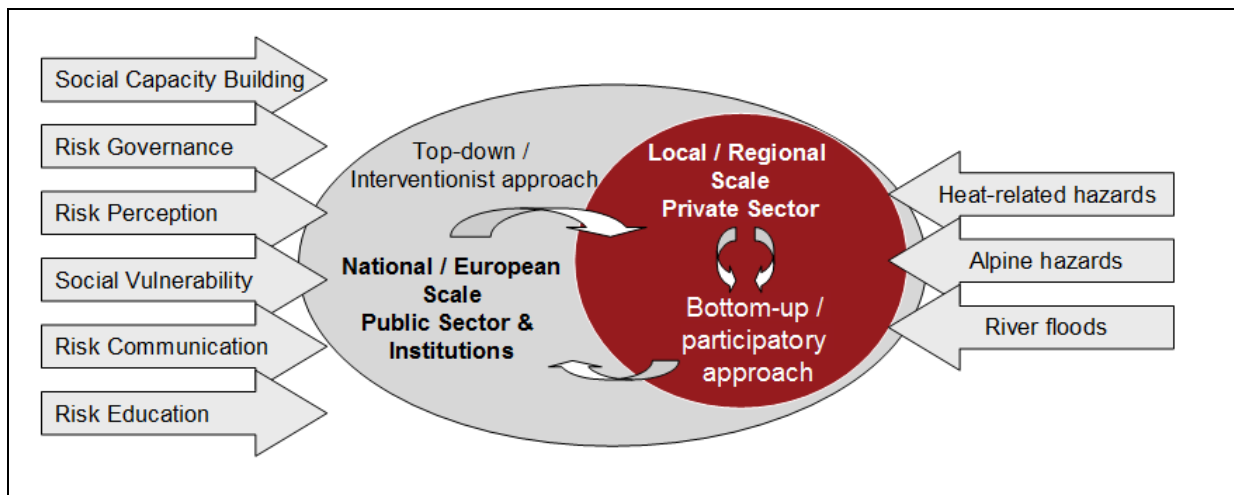 Social Capacity Building
Risk Governance
Risk Perception
Social Vulnerability
Risk Communication
Risk Education
Top-down /
Interventionist approach
National / European
Scale
Public Sector &
Institutions
Local / Regional
Scale
Private Sector
Bottom-up /
participatory
approach
Heat-related hazards
Alpine hazards
River floods